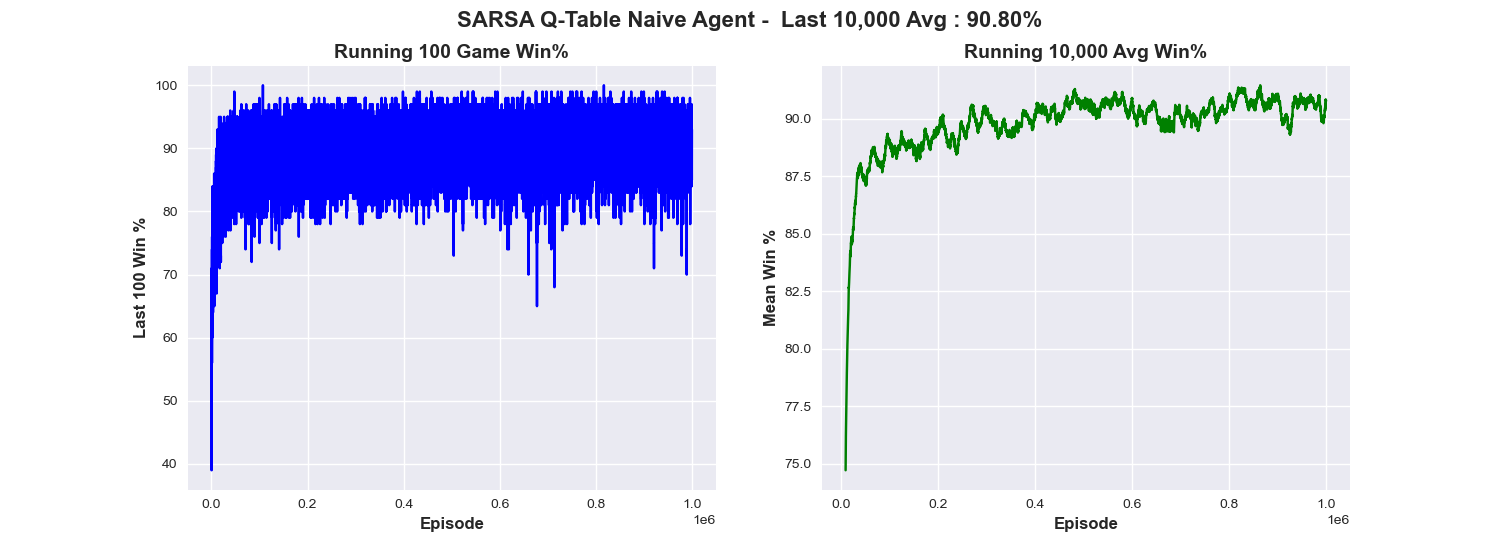 SARSA Q-Table Naive Agent -  Last 10,000 Avg : 90.80%
Running 100 Game Win%
Last 100 Win %
100
90
80
70
60
50
40
0.0 0.2 0.4 0.6 0.8 1.0
1e6
Episode
Running 10,000 Avg Win%
Mean Win %
90.0
87.5
85.0
82.5
80.0
77.5
75.0
0.0 0.2 0.4 0.6 0.8 1.0
1e6
Episode